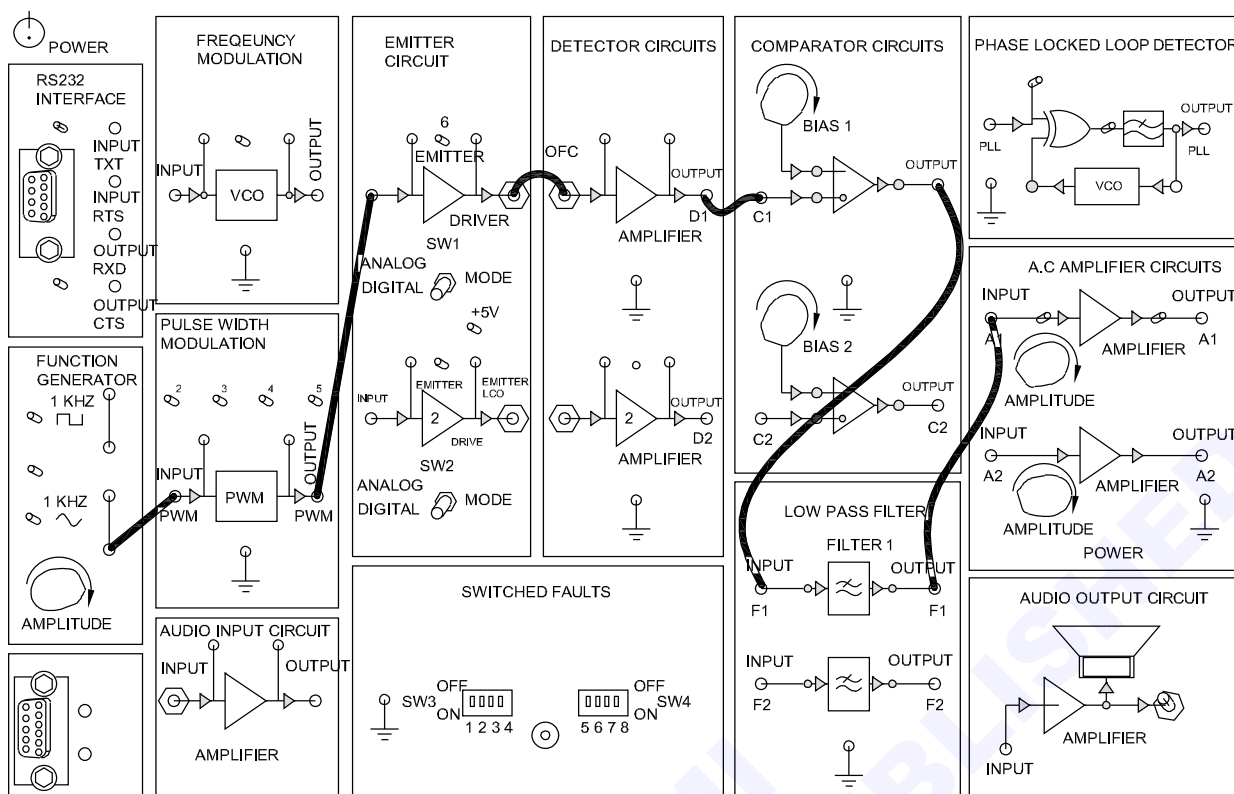 POWER
RS232
INTERFACE
INPUT
TXT
INPUT
RTS
OUTPUT
RXD
OUTPUT
CTS
FUNCTION
GENERATOR
1 KHZ
1 KHZ
AMPLITUDE
FREQEUNCY
MODULATION
INPUT
VCO
OUTPUT
PULSE WIDTH
MODULATION
2
3
4
5
INPUT
PWM
PWM
OUTPUT
PWM
AUDIO INPUT CIRCUIT
INPUT
OUTPUT
AMPLIFIER
EMITTER
CIRCUIT
6
EMITTER
DRIVER
SW1
ANALOG
DIGITAL
MODE
+5V
INPUT
EMITTER
2
EMITTER
LCO
DRIVE
SW2
ANALOG
DIGITAL
MODE
DETECTOR CIRCUITS
OFC
OUTPUT
D1
AMPLIFIER
2
OUTPUT
D2
AMPLIFIER
SWITCHED FAULTS
SW3
OFF
ON
1 2 3 4
OFF
SW4
ON
5 6 7 8
COMPARATOR CIRCUITS
BIAS 1
OUTPUT
C1
BIAS 2
OUTPUT
C2
C2
LOW PASS FILTER
FILTER 1
INPUT
OUTPUT
F1
F1
INPUT
OUTPUT
F2
F2
PHASE LOCKED LOOP DETECTOR
OUTPUT
PLL
PLL
VCO
A.C AMPLIFIER CIRCUITS
INPUT
OUTPUT
A1
A1
AMPLIFIER
AMPLITUDE
INPUT
OUTPUT
A2
A2
AMPLIFIER
AMPLITUDE
POWER
AUDIO OUTPUT CIRCUIT
AMPLIFIER
INPUT